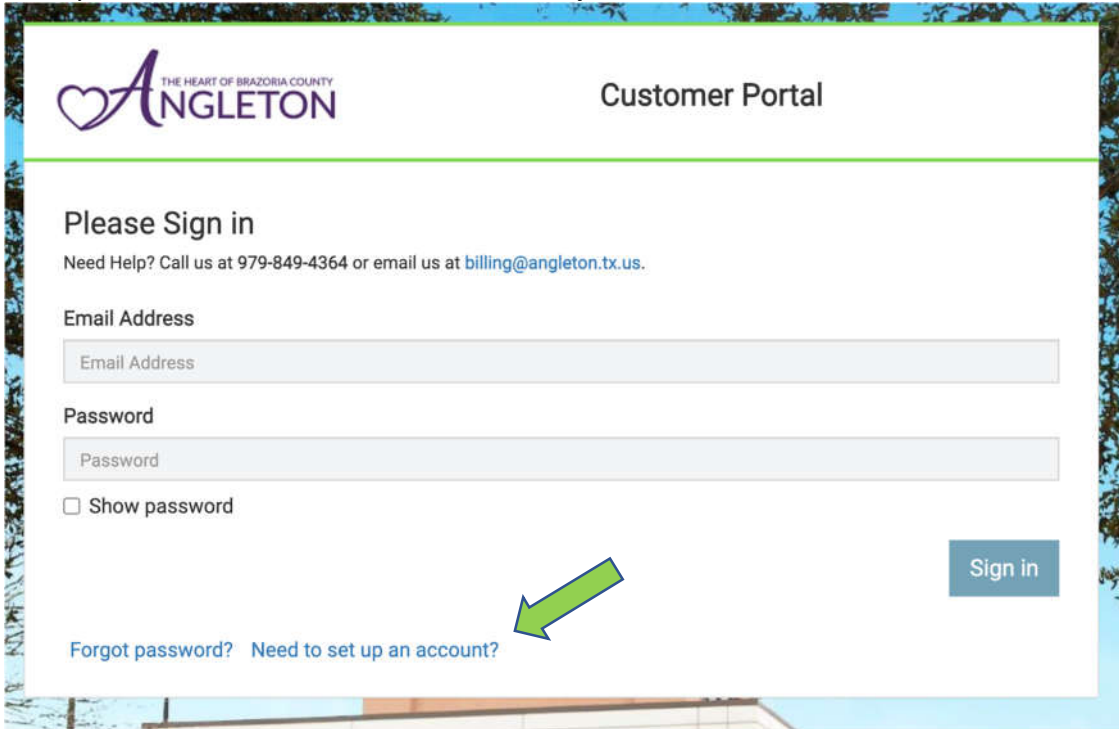 THE HEART OF BRAZORIA COUNTY
ANGLETON
Customer Portal
Please Sign in
Need Help? Call us at 979-849-4364 or email us at billing@angleton.tx.us.
Email Address
Email Address
Password
Password
Show password
Sign in
Forgot password? Need to set up an account?